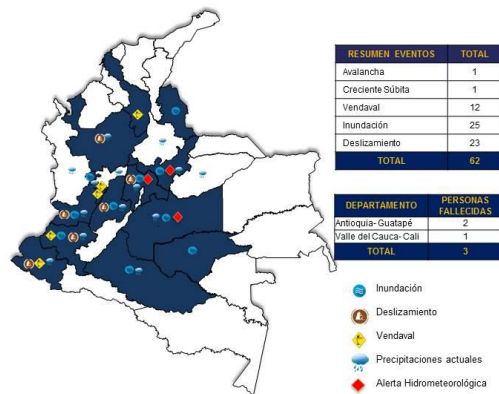 RESUMEN EVENTOS TOTAL
Avalancha 1
Creciente Súbita 1
Vendaval 12
Inundación 25
Deslizamiento 23
TOTAL 62
DEPARTAMENTO PERSONAS FALLECIDAS
Antioquia- Guatapé 2
Valle del Cauca- Cali 1
TOTAL 3
Inundación
Deslizamiento
Vendaval
Precipitaciones actuales
Alerta Hidrometeorológica